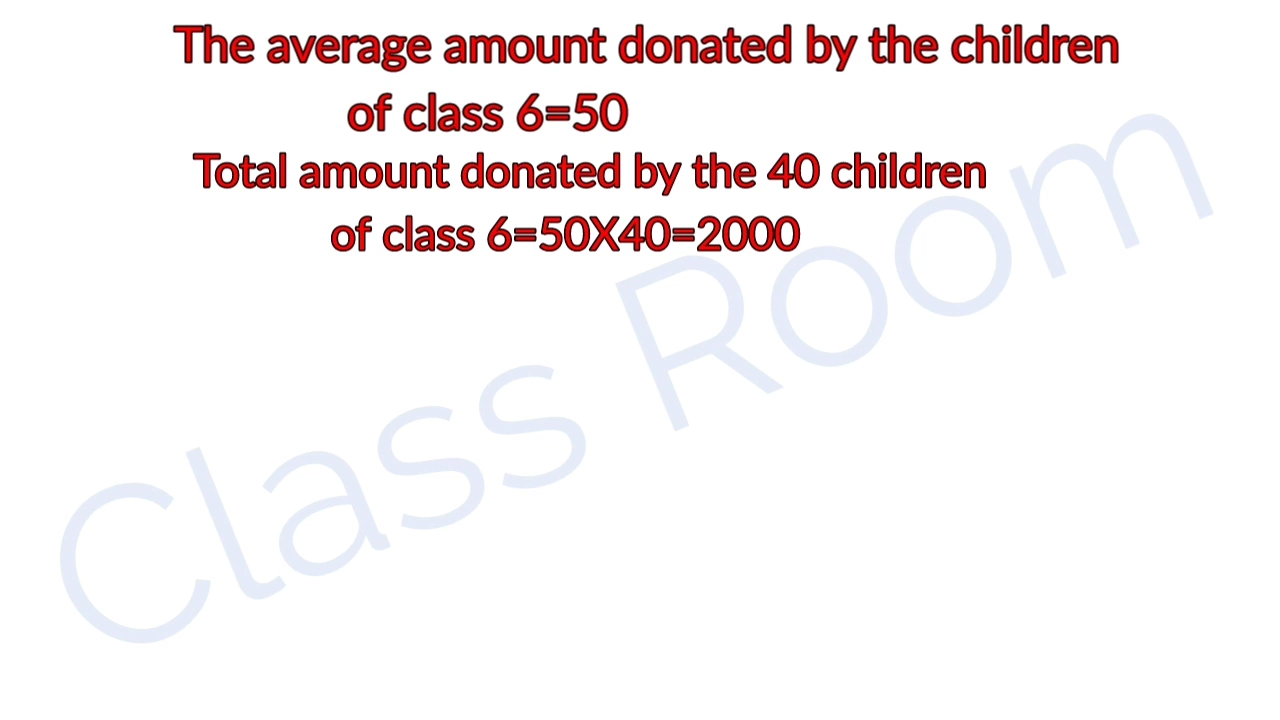 The average amount donated by the children
of class 6=50
Total amount donated by the 40 children
of class 6=50X40=2000
Class Room